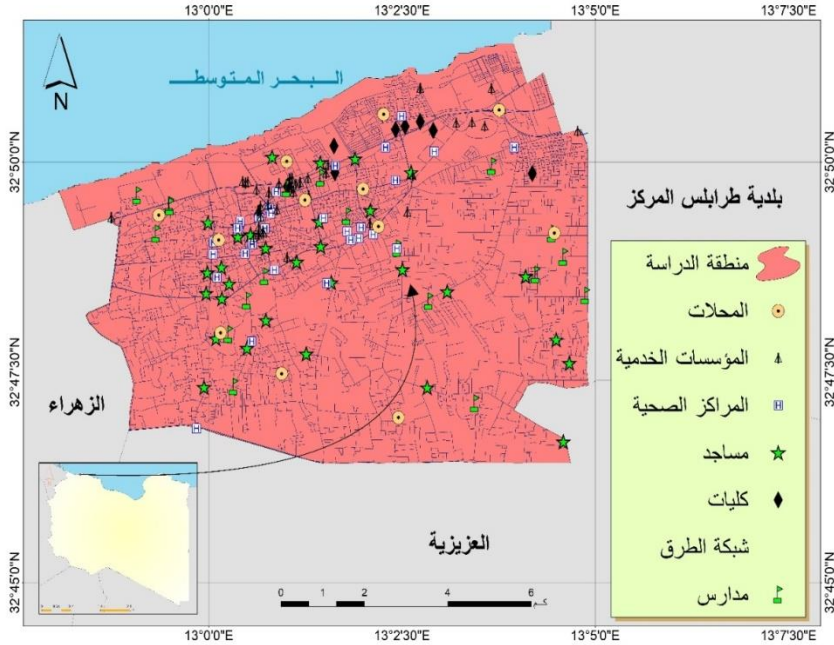 13°0'0"E
13°2'30"E
13°5'0"E
13°7'30"E
البحر المتوسط
N
32°50'0"N
32°50'0"N
بلدية طرابلس المركز
منطقة الدراسة
المحلات
المؤسسات الخدمية
المراكز الصحية
مساجد
كليات
شبكة الطرق
مدارس
32°47'30"N
32°47'30"N
الزهراء
العزيزية
32°45'0"N
32°45'0"N
0 1 2 4 6
كم
13°0'0"E
13°2'30"E
13°5'0"E
13°7'30"E